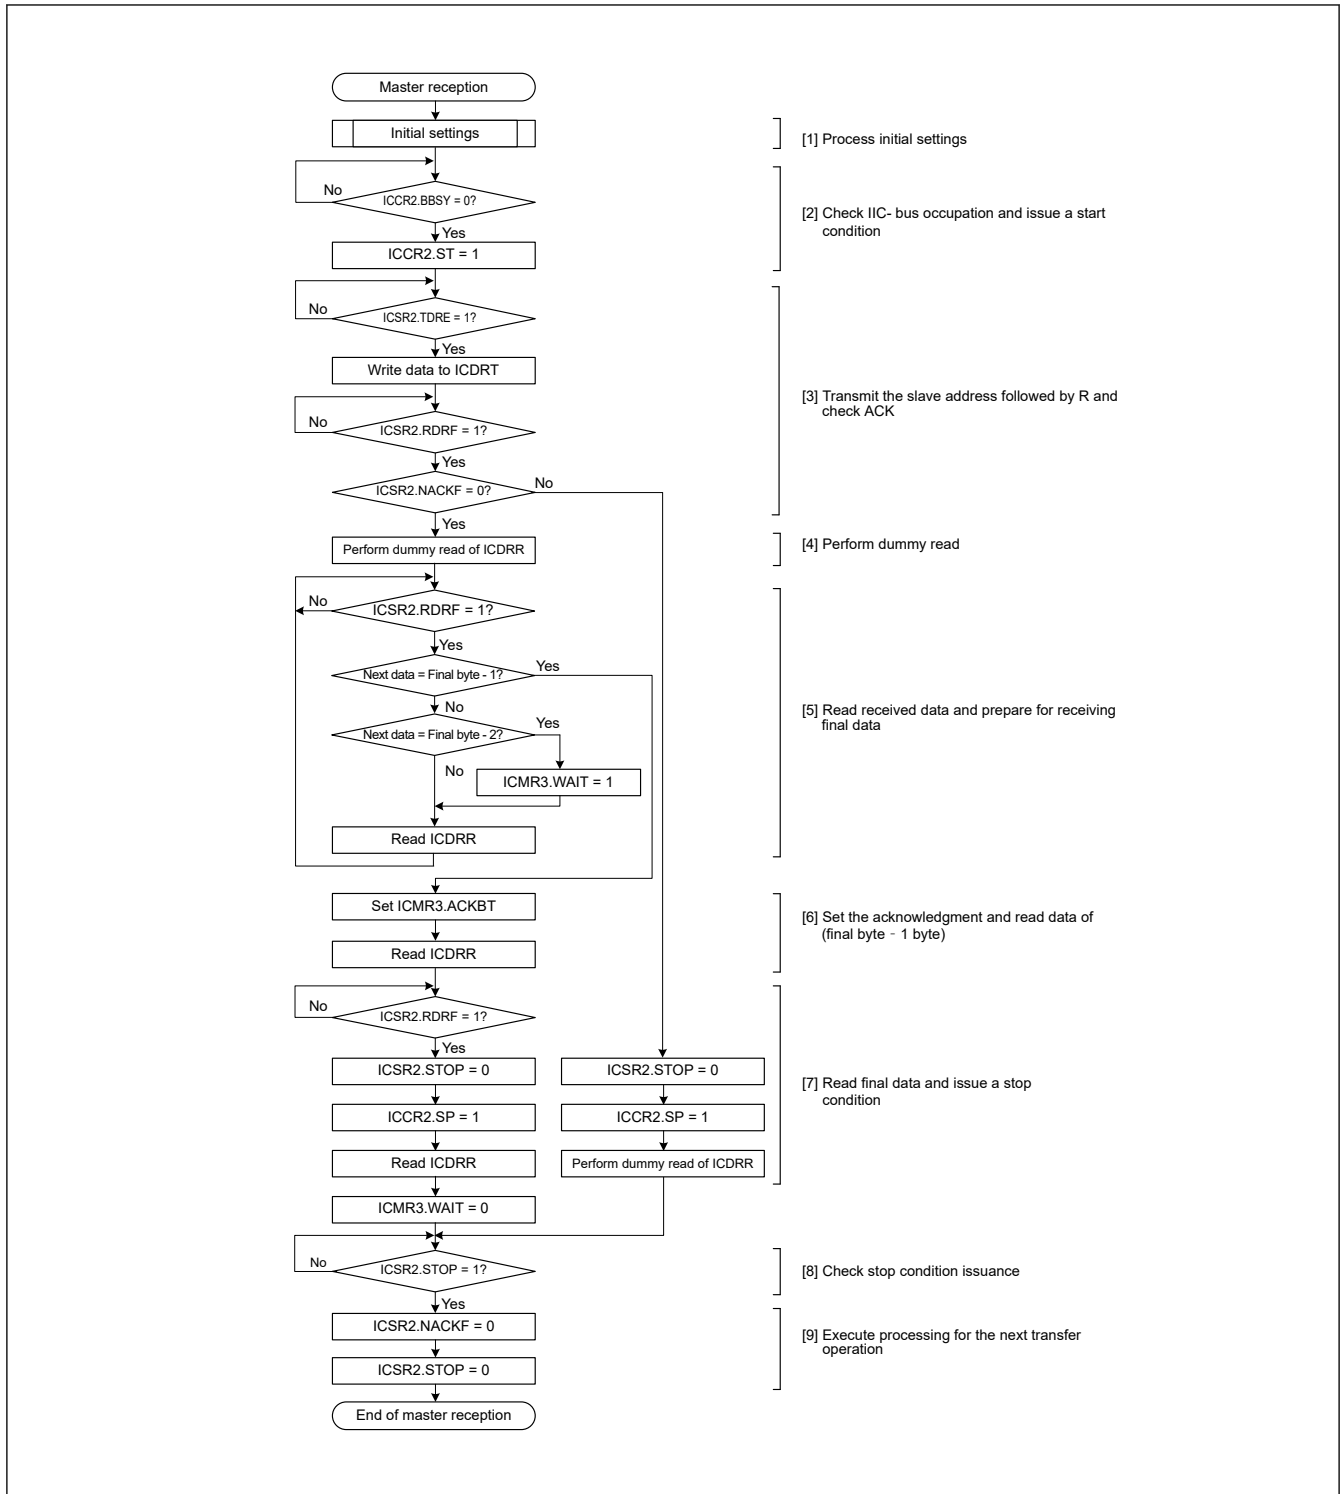 Master reception
Initial settings
[1] Process initial settings
No
ICCR2.BBSY = 0?
Yes
ICCR2.ST = 1
[2] Check IIC- bus occupation and issue a start
condition
No
ICSR2.TDRE = 1?
Yes
Write data to ICDRT
No
ICSR2.RDRF = 1?
Yes
ICSR2.NACKF = 0?
No
Yes
[3] Transmit the slave address followed by R and
check ACK
Perform dummy read of ICDRR
[4] Perform dummy read
No
ICSR2.RDRF = 1?
Yes
Next data = Final byte - 1?
Yes
No
Next data = Final byte - 2?
Yes
No
ICMR3.WAIT = 1
Read ICDRR
[5] Read received data and prepare for receiving
final data
Set ICMR3.ACKBT
Read ICDRR
[6] Set the acknowledgment and read data of
(final byte - 1 byte)
No
ICSR2.RDRF = 1?
Yes
ICSR2.STOP = 0
ICCR2.SP = 1
Read ICDRR
ICMR3.WAIT = 0
ICSR2.STOP = 0
ICCR2.SP = 1
Perform dummy read of ICDRR
[7] Read final data and issue a stop
condition
No
ICSR2.STOP = 1?
Yes
[8] Check stop condition issuance
ICSR2.NACKF = 0
ICSR2.STOP = 0
[9] Execute processing for the next transfer
operation
End of master reception